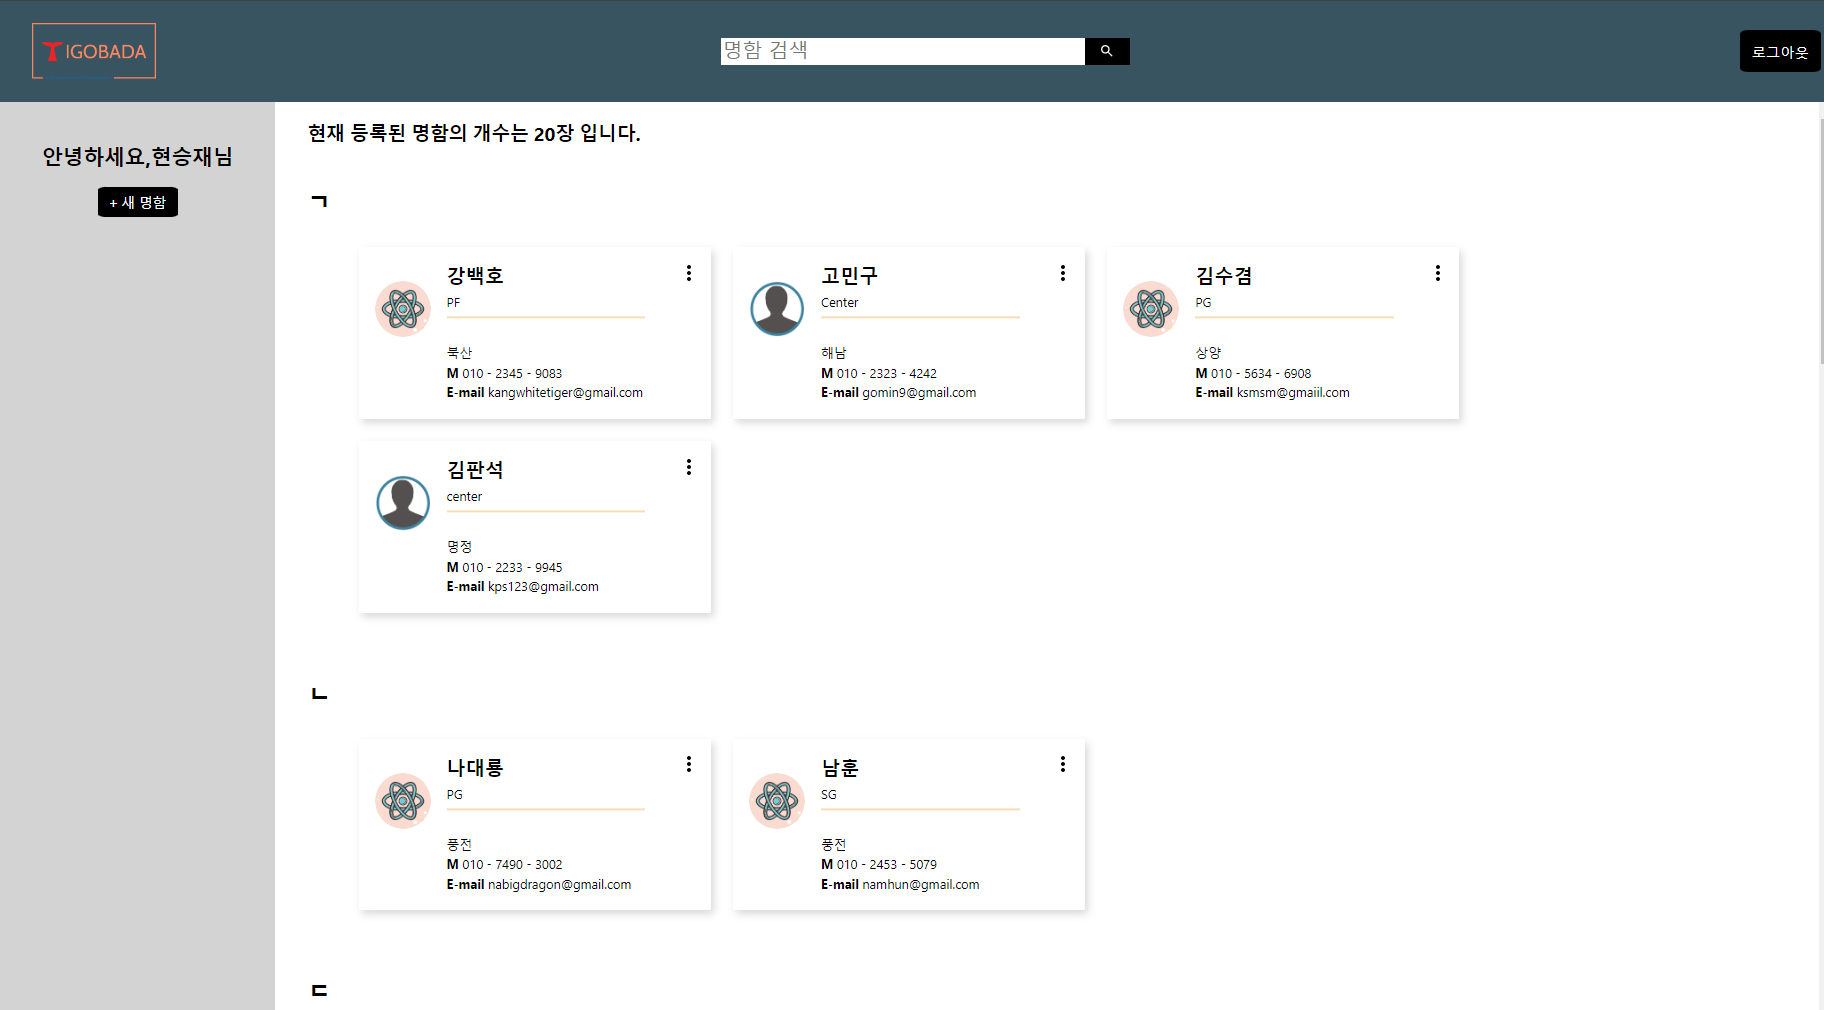 IGOBADA
명함 검색
로그아웃
안녕하세요,현승재님
+ 새 명함
현재 등록된 명함의 개수는 20장 입니다.
ㄱ
강백호
PF
북산
M 010 - 2345 - 9083
E-mail kangwhitetiger@gmail.com
고민구
Center
해남
M 010 - 2323 - 4242
E-mail gomin9@gmail.com
김수겸
PG
상양
M 010 - 5634 - 6908
E-mail ksmsm@gmaiil.com
김판석
center
명정
M 010 - 2233 - 9945
E-mail kps123@gmail.com
ㄴ
나대룡
PG
풍전
M 010 - 7490 - 3002
E-mail nabigdragon@gmail.com
남훈
SG
풍전
M 010 - 2453 - 5079
E-mail namhun@gmail.com
ㄷ